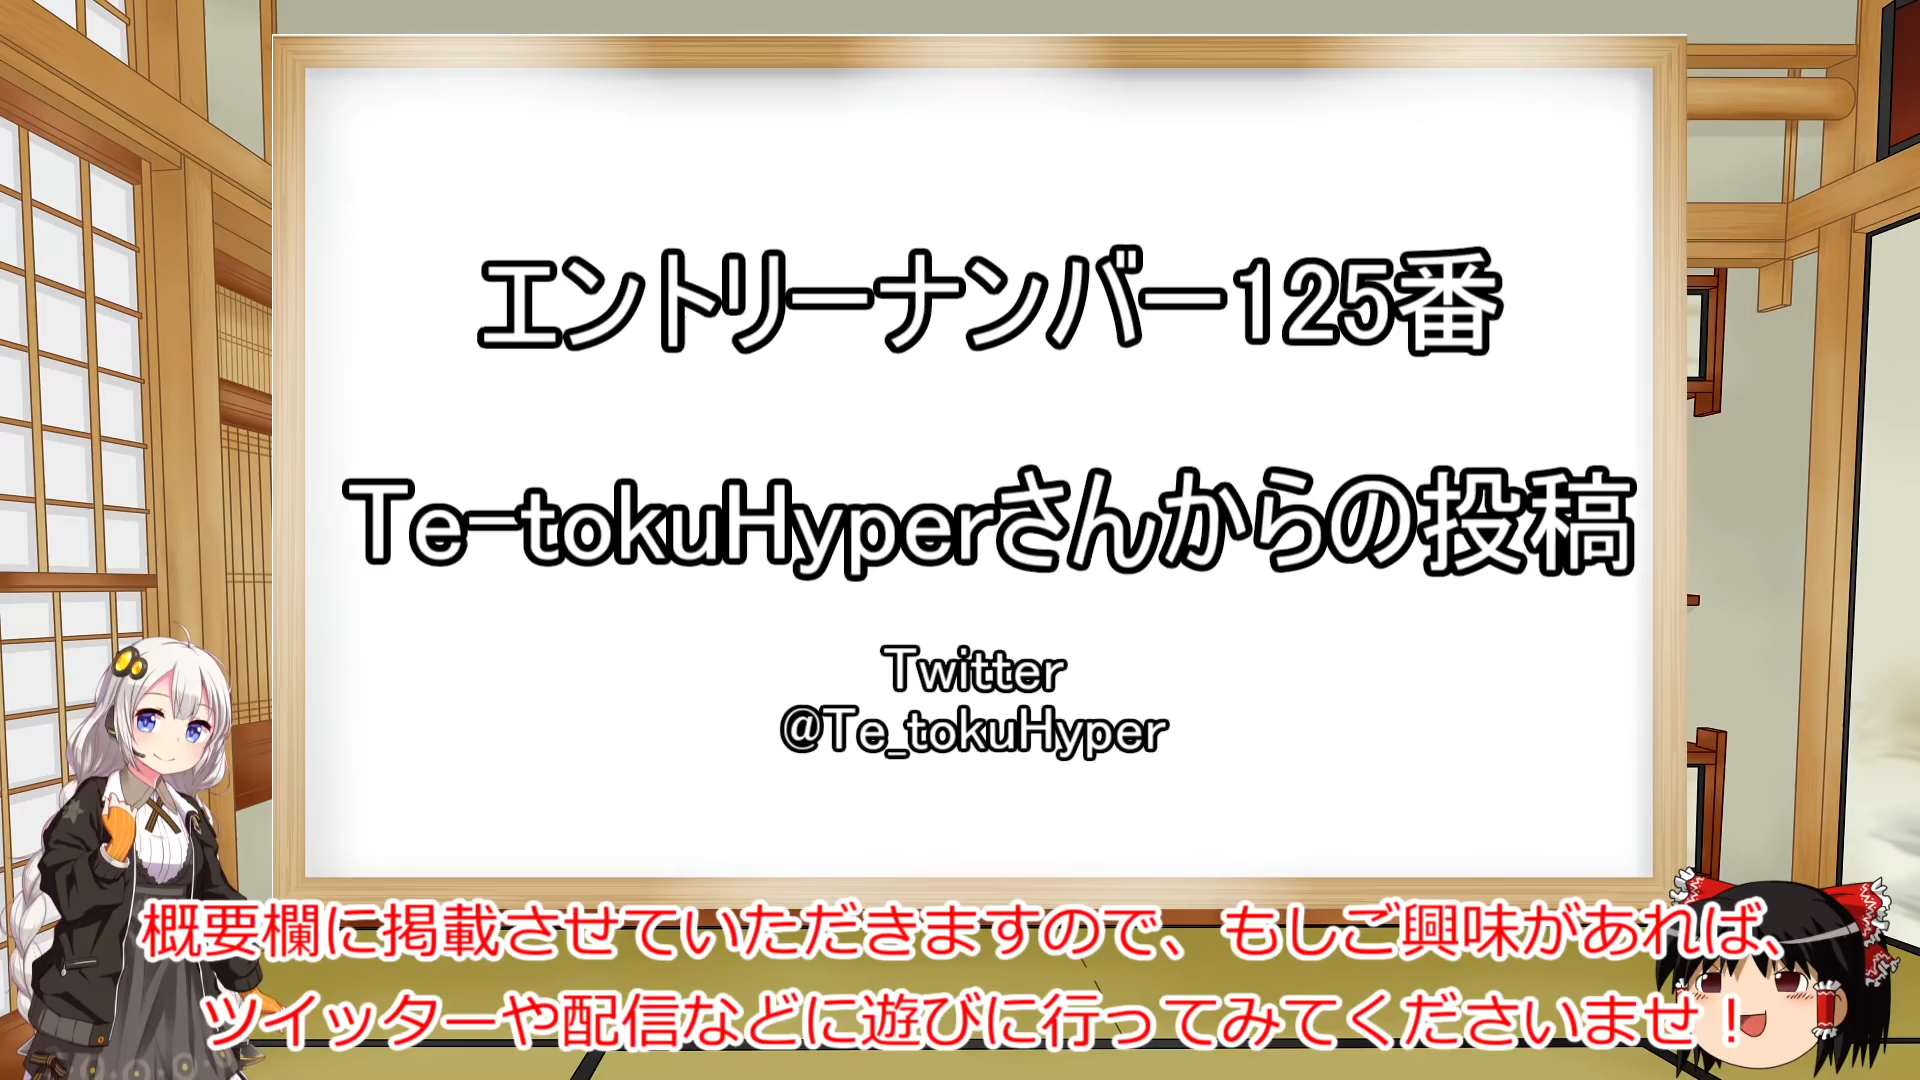 エントリーナンバー125番
Te-tokuHyperさんからの投稿
Twitter
@Te_tokuHyper
概要欄に掲載させていただきますので、もしご興味があれば、
ツイッターや配信などに遊びに行ってみてくださいませ！